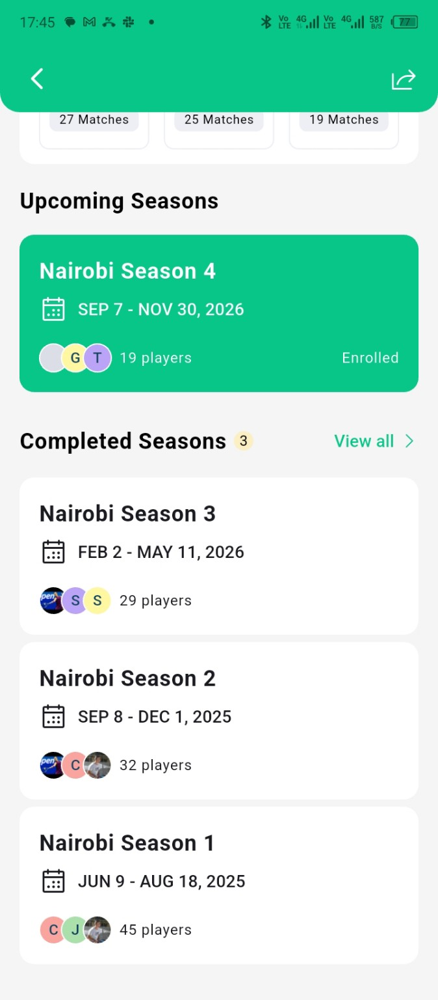 17:45
Vo LTE 4G Vo LTE 4G 587 B/S 77
27 Matches 25 Matches 19 Matches
Upcoming Seasons
Nairobi Season 4
SEP 7 - NOV 30, 2026
G T 19 players Enrolled
Completed Seasons 3 View all
Nairobi Season 3
FEB 2 - MAY 11, 2026
pen S S 29 players
Nairobi Season 2
SEP 8 - DEC 1, 2025
pen C 32 players
Nairobi Season 1
JUN 9 - AUG 18, 2025
C J 45 players